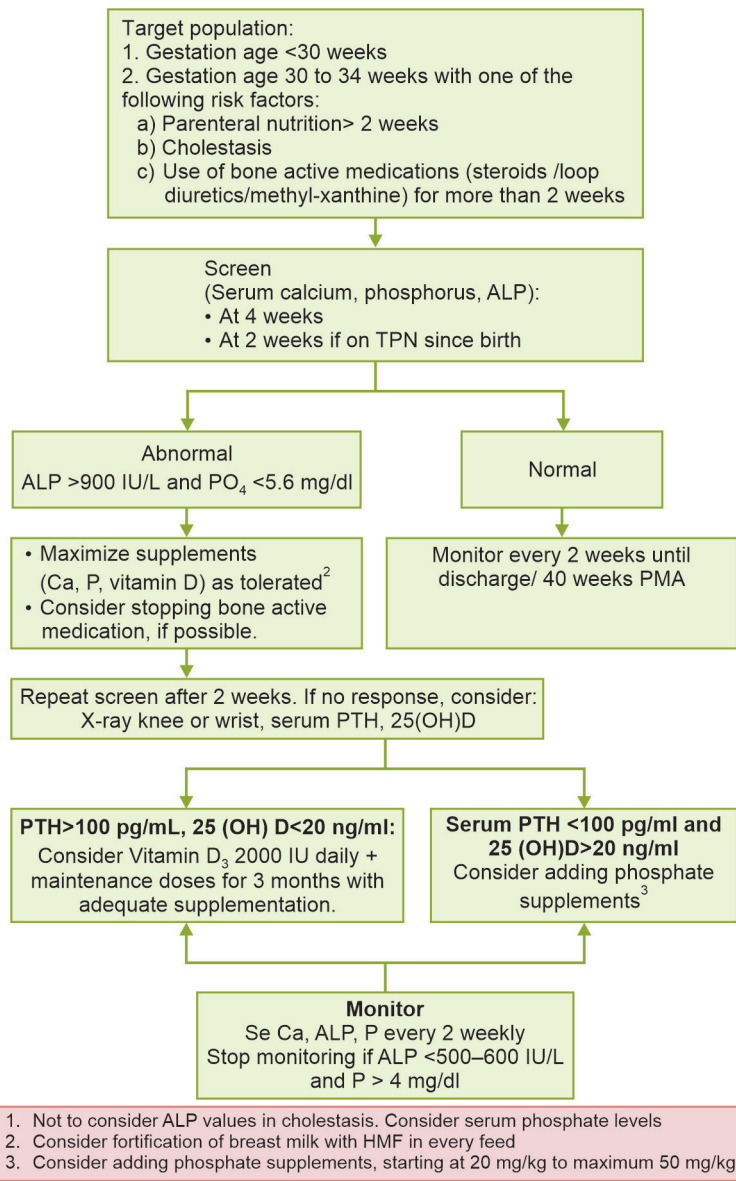 Target population:
1. Gestation age <30 weeks
2. Gestation age 30 to 34 weeks with one of the
following risk factors:
a) Parenteral nutrition> 2 weeks
b) Cholestasis
c) Use of bone active medications (steroids /loop
diuretics/methyl-xanthine) for more than 2 weeks
Screen
(Serum calcium, phosphorus, ALP):
• At 4 weeks
• At 2 weeks if on TPN since birth
Abnormal
ALP >900 IU/L and PO4 <5.6 mg/dl
Normal
• Maximize supplements
(Ca, P, vitamin D) as tolerated2
• Consider stopping bone active
medication, if possible.
Monitor every 2 weeks until
discharge/ 40 weeks PMA
Repeat screen after 2 weeks. If no response, consider:
X-ray knee or wrist, serum PTH, 25(OH)D
PTH>100 pg/mL, 25 (OH) D<20 ng/ml:
Consider Vitamin D3 2000 IU daily +
maintenance doses for 3 months with
adequate supplementation.
Serum PTH <100 pg/ml and
25 (OH)D>20 ng/ml
Consider adding phosphate
supplements3
Monitor
Se Ca, ALP, P every 2 weekly
Stop monitoring if ALP <500–600 IU/L
and P > 4 mg/dl
1. Not to consider ALP values in cholestasis. Consider serum phosphate levels
2. Consider fortification of breast milk with HMF in every feed
3. Consider adding phosphate supplements, starting at 20 mg/kg to maximum 50 mg/kg